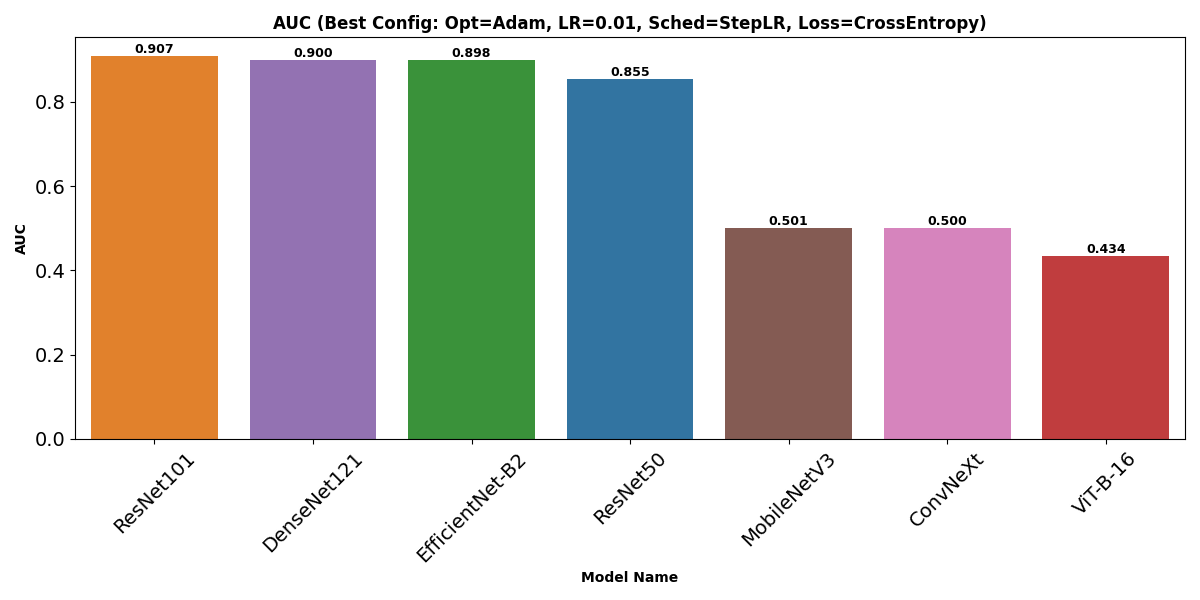 AUC (Best Config: Opt=Adam, LR=0.01, Sched=StepLR, Loss=CrossEntropy)
0.907
0.900
0.898
0.855
0.501
0.500
0.434
AUC
0.8
0.6
0.4
0.2
0.0
ResNet101
DenseNet121
EfficientNet-B2
ResNet50
MobileNetV3
ConvNeXt
ViT-B-16
Model Name